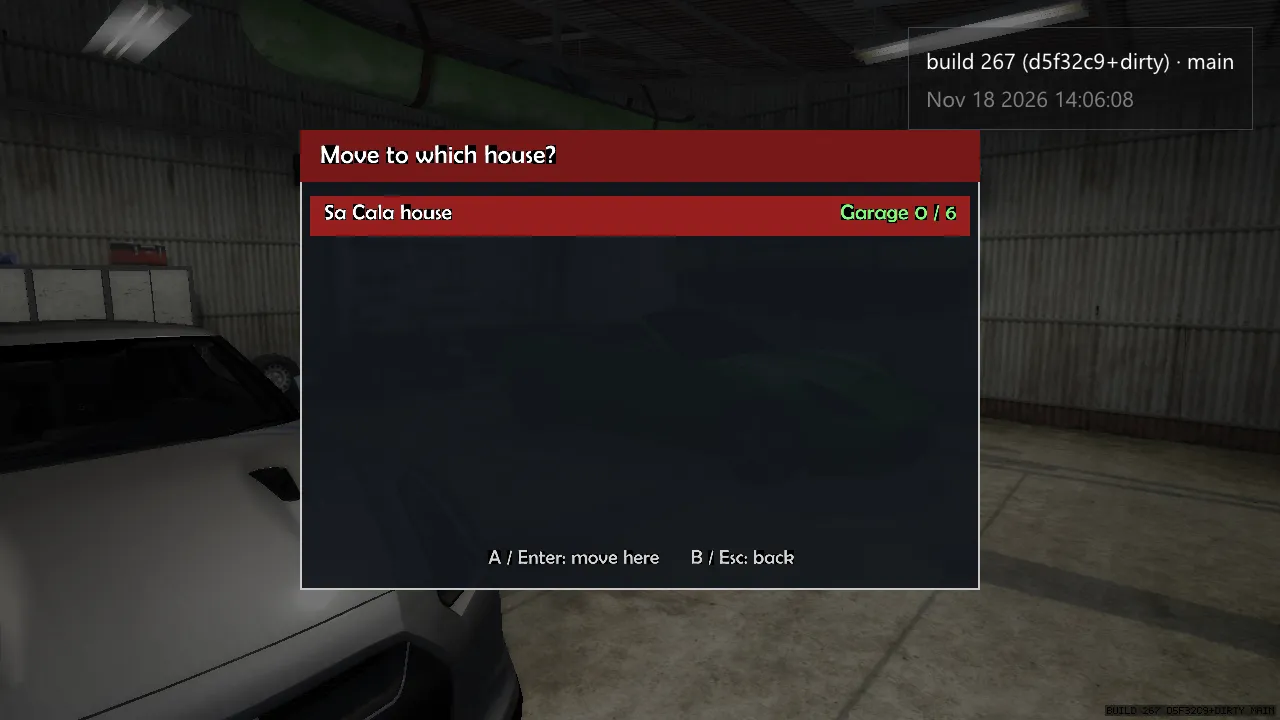 build 267 (d5f32c9+dirty) · main
Nov 18 2026 14:06:08
Move to which house?
Sa Cala house Garage 0 / 6
A / Enter: move here B / Esc: back
BUILD 267 D5F32C9+DIRTY MAIN